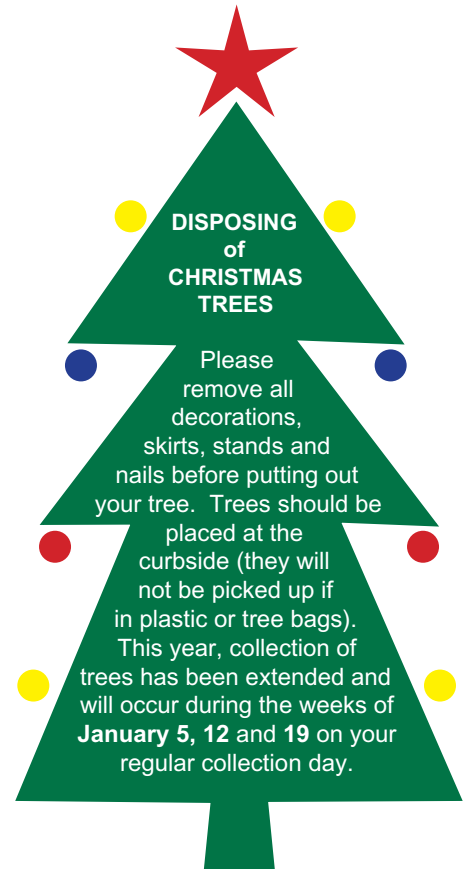 DISPOSING
of
CHRISTMAS
TREES
Please
remove all
decorations,
skirts, stands and
nails before putting out
your tree.  Trees should be
placed at the
curbside (they will
not be picked up if
in plastic or tree bags).
This year, collection of
trees has been extended and
will occur during the weeks of
January 5, 12 and 19 on your
regular collection day.